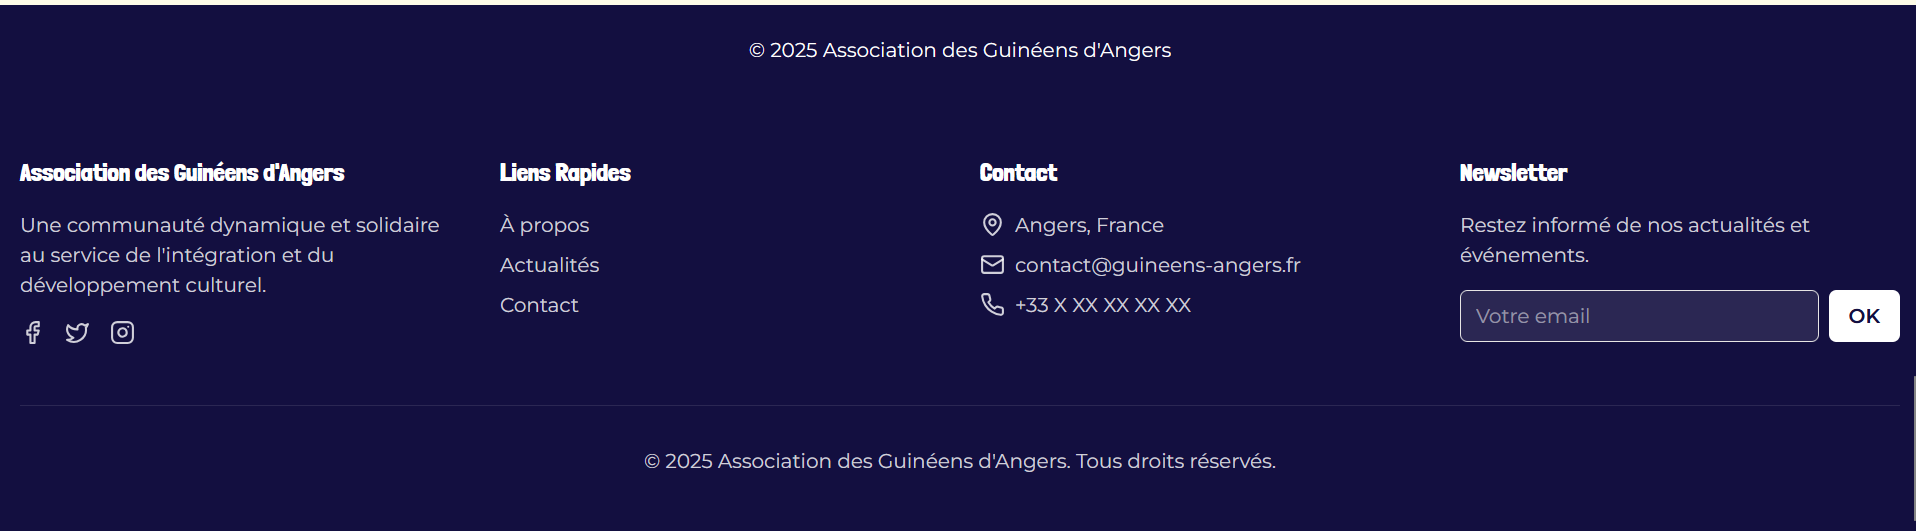 © 2025 Association des Guinéens d'Angers
Association des Guinéens d'Angers
Une communauté dynamique et solidaire
au service de l'intégration et du
développement culturel.
Liens Rapides
À propos
Actualités
Contact
Contact
Angers, France
contact@guineens-angers.fr
+33 X XX XX XX XX
Newsletter
Restez informé de nos actualités et
événements.
Votre email
OK
© 2025 Association des Guinéens d'Angers. Tous droits réservés.